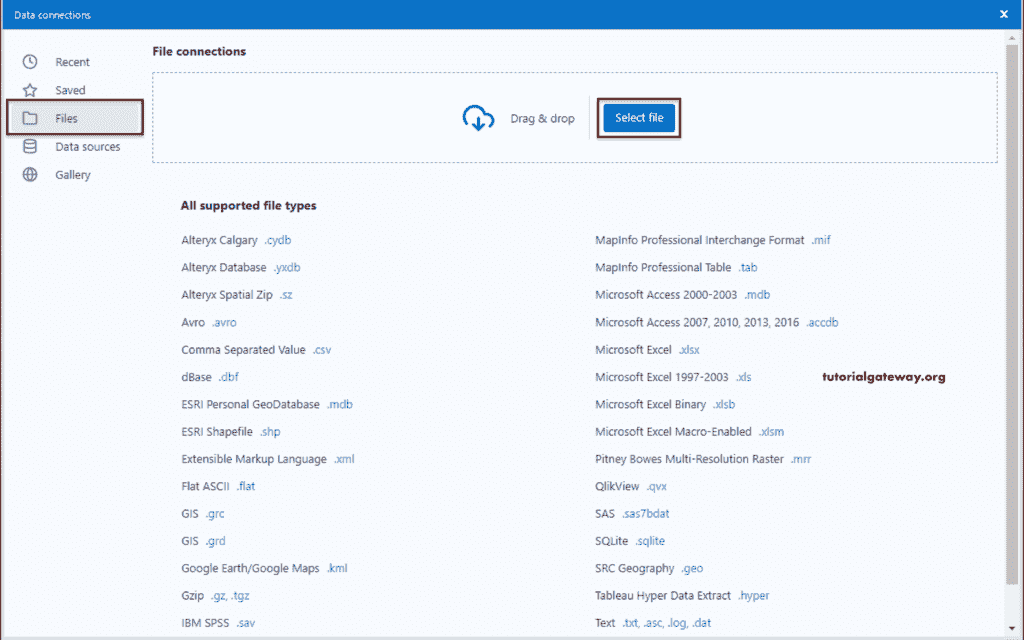 Data connections
Recent
Saved
Files
Data sources
Gallery
File connections
Drag & drop
Select file
All supported file types
Alteryx Calgary .cydb
Alteryx Database .yxdb
Alteryx Spatial Zip .sz
Avro .avro
Comma Separated Value .csv
dBase .dbf
ESRI Personal GeoDatabase .mdb
ESRI Shapefile .shp
Extensible Markup Language .xml
Flat ASCII .flat
GIS .grc
GIS .grd
Google Earth/Google Maps .kml
Gzip .gz, .tgz
IBM SPSS .sav
MapInfo Professional Interchange Format .mif
MapInfo Professional Table .tab
Microsoft Access 2000-2003 .mdb
Microsoft Access 2007, 2010, 2013, 2016 .accdb
Microsoft Excel .xlsx
Microsoft Excel 1997-2003 .xls
Microsoft Excel Binary .xlsb
Microsoft Excel Macro-Enabled .xlsm
Pitney Bowes Multi-Resolution Raster .mrr
QlikView .qvx
SAS .sas7bdat
SQLite .sqlite
SRC Geography .geo
Tableau Hyper Data Extract .hyper
Text .txt, .asc, .log, .dat
tutorialgateway.org